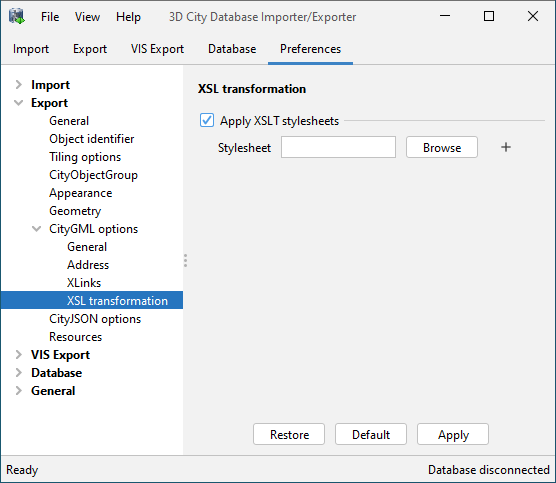 File View Help 3D City Database Importer/Exporter
Import Export VIS Export Database Preferences
Import
Export
General
Object identifier
Tiling options
CityObjectGroup
Appearance
Geometry
CityGML options
General
Address
XLinks
XSL transformation
CityJSON options
Resources
VIS Export
Database
General
XSL transformation
Apply XSLT stylesheets
Stylesheet Browse +
Restore Default Apply
Ready Database disconnected